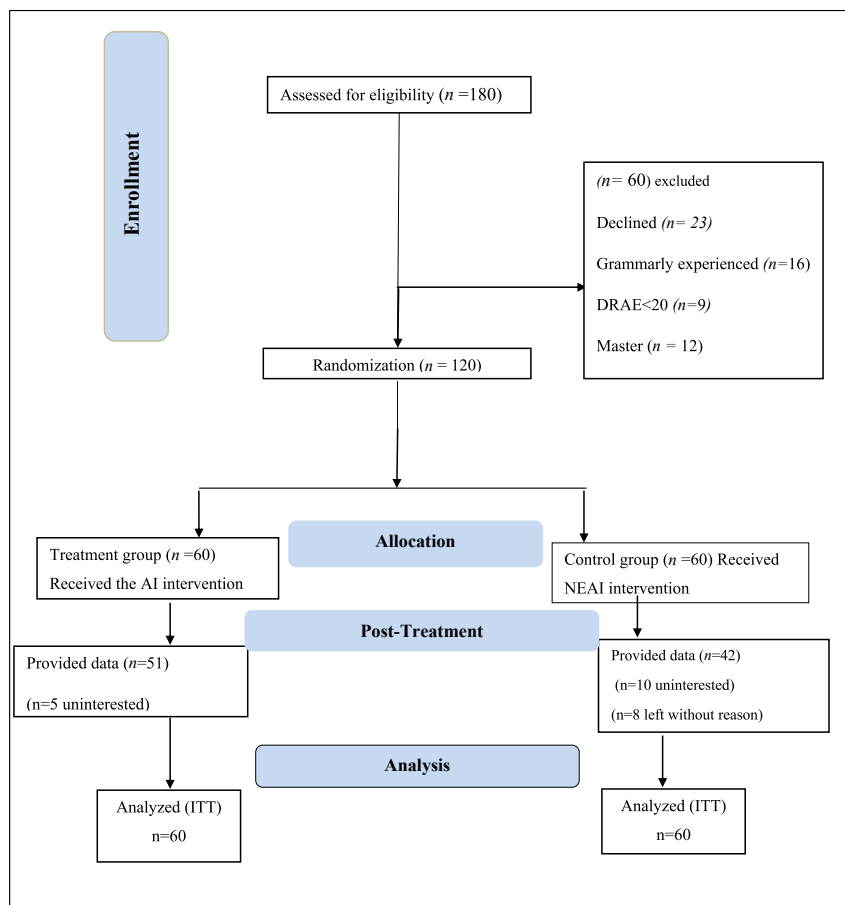 Enrollment
Assessed for eligibility (n =180)
(n= 60) excluded
Declined (n= 23)
Grammarly experienced (n=16)
DRAE<20 (n=9)
Master (n = 12)
Randomization (n = 120)
Allocation
Treatment group (n =60)
Received the AI intervention
Control group (n =60) Received
NEAI intervention
Post-Treatment
Provided data (n=51)
(n=5 uninterested)
Provided data (n=42)
(n=10 uninterested)
(n=8 left without reason)
Analysis
Analyzed (ITT)
n=60
Analyzed (ITT)
n=60